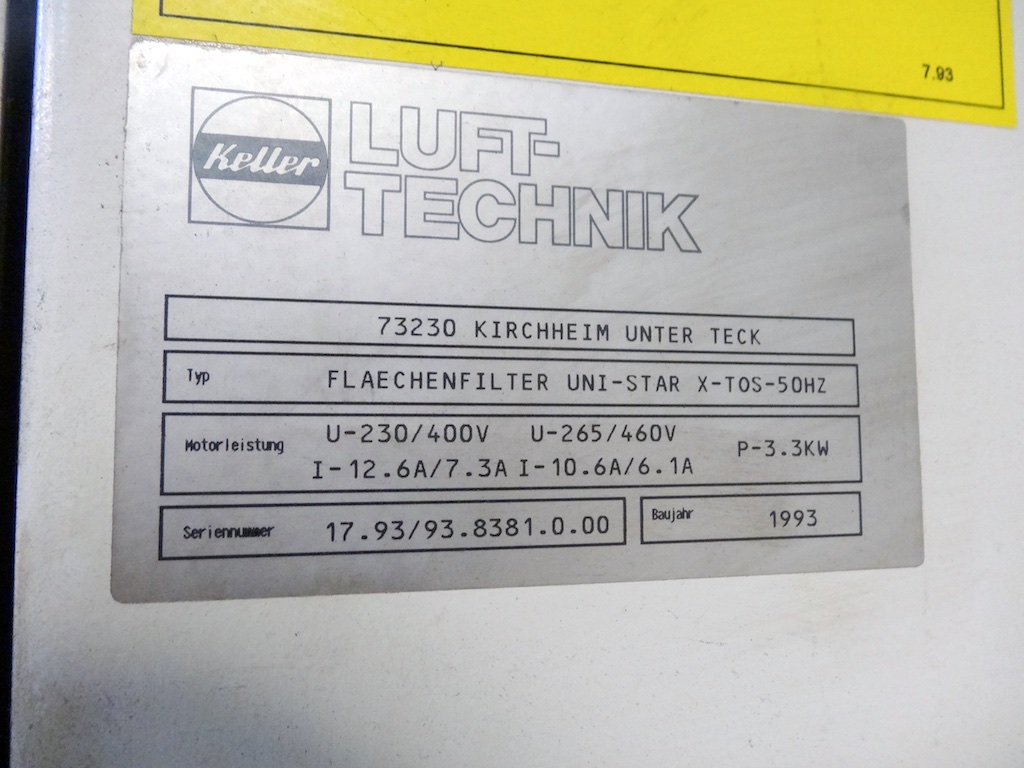 7.93
Keller
LUFT-
TECHNIK
73230 KIRCHHEIM UNTER TECK
Typ FLAECHENFILTER UNI-STAR X-TOS-50HZ
Motorleistung U-230/400V U-265/460V P-3.3KW
I-12.6A/7.3A I-10.6A/6.1A
Seriennummer 17.93/93.8381.0.00 Baujahr 1993